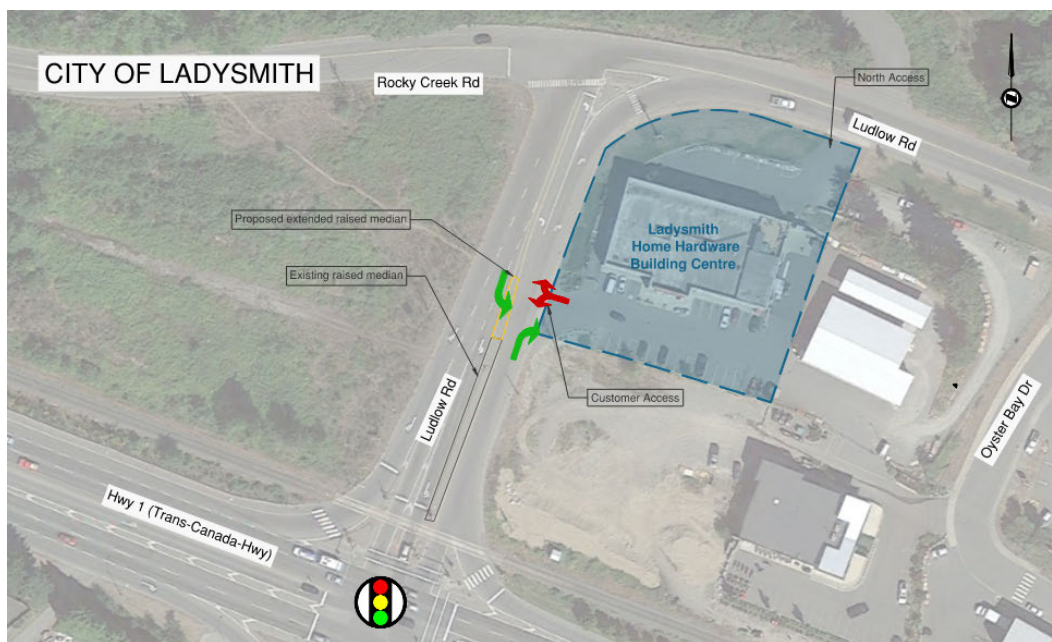 CITY OF LADYSMITH
Rocky Creek Rd
North Access
Ludlow Rd
Proposed extended raised median
Ladysmith
Home Hardware
Building Centre
Existing raised median
Customer Access
Ludlow Rd
Oyster Bay Dr
Hwy 1 (Trans-Canada-Hwy)